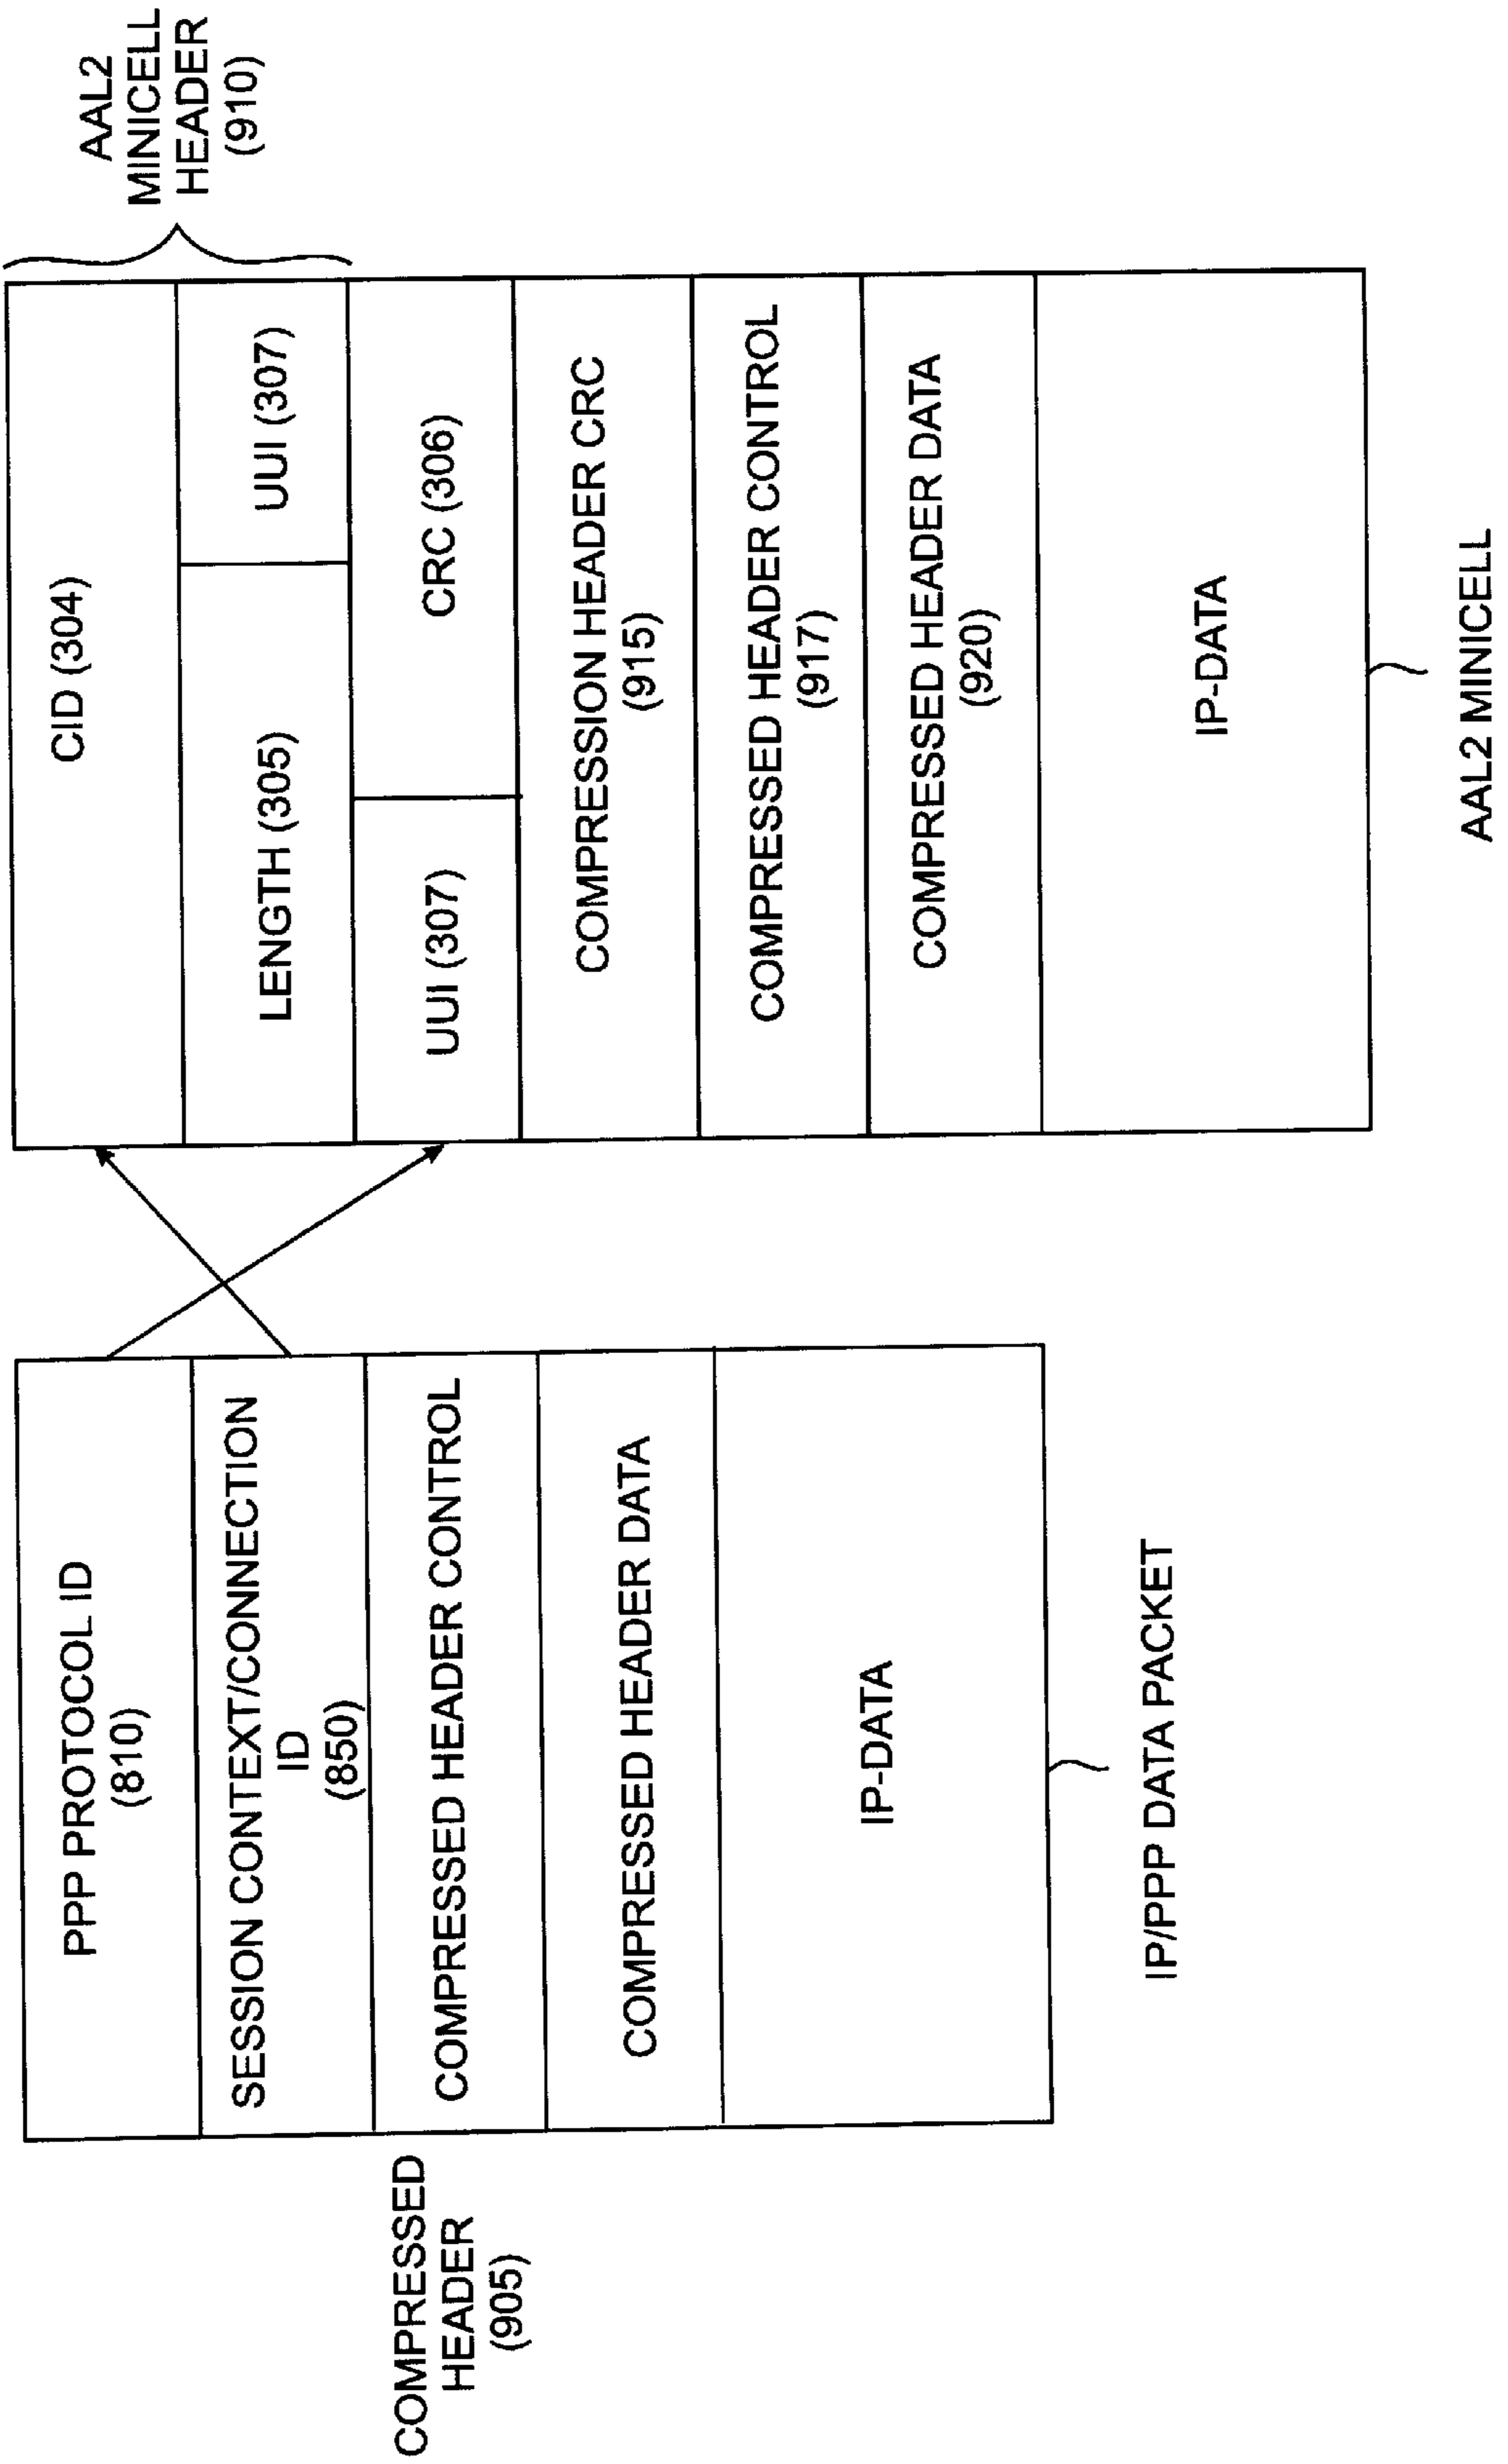 COMPRESSED
HEADER
(905)
PPP PROTOCOL ID
(810)
SESSION CONTEXT/CONNECTION
ID
(850)
COMPRESSED HEADER CONTROL
COMPRESSED HEADER DATA
IP-DATA
IP/PPP DATA PACKET
CID (304)
LENGTH (305)
UUI (307)
UUI (307)
CRC (306)
COMPRESSION HEADER CRC
(915)
COMPRESSED HEADER CONTROL
(917)
COMPRESSED HEADER DATA
(920)
IP-DATA
AAL2 MINICELL
AAL2
MINICELL
HEADER
(910)